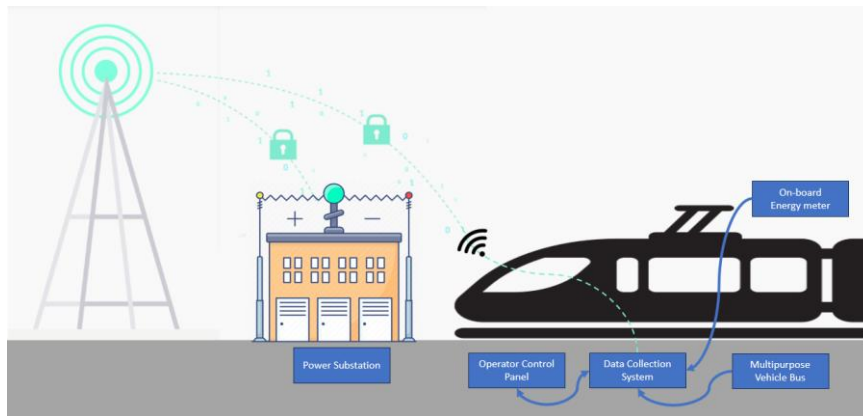 On-board
Energy meter
+ −
Power Substation
Operator Control
Panel
Data Collection
System
Multipurpose
Vehicle Bus